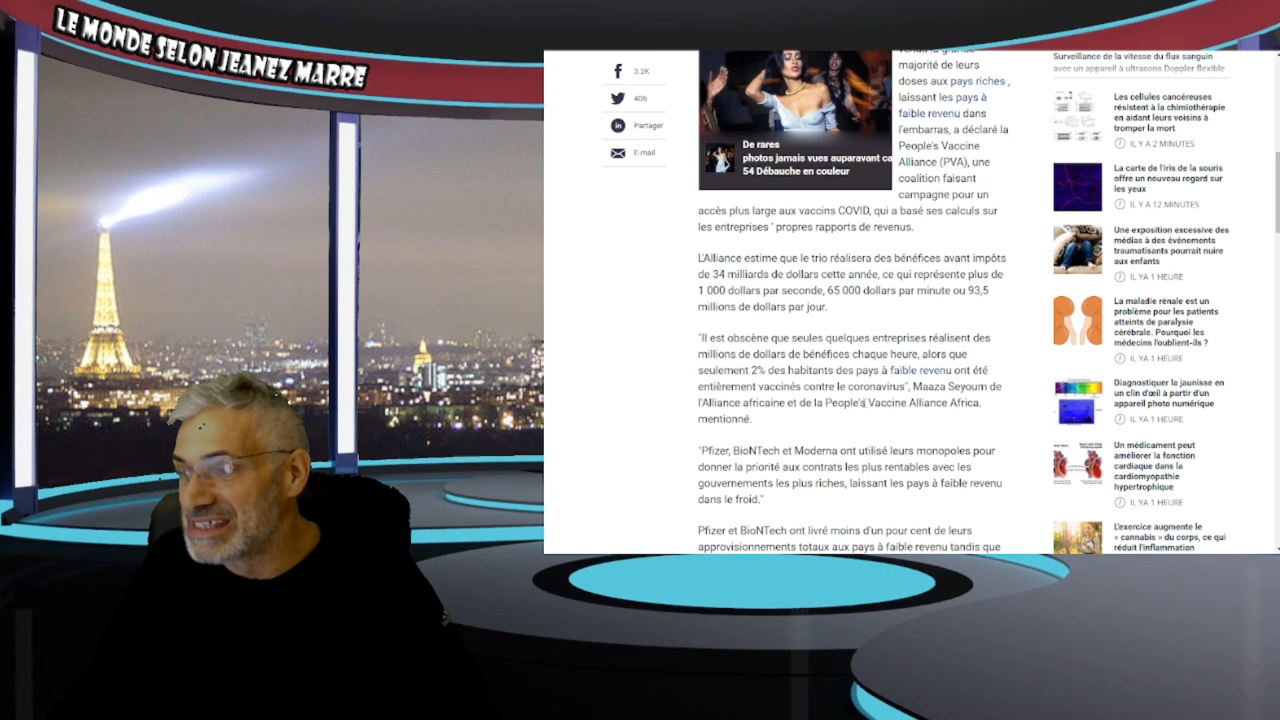 LE MONDE SELON JEANEZ MARRE
3.2K
406
Partager
E-mail
De rares
photos jamais vues auparavant ca
54 Débauche en couleur
vendu la grande
majorité de leurs
doses aux pays riches ,
laissant les pays à
faible revenu dans
l'embarras, a déclaré la
People's Vaccine
Alliance (PVA), une
coalition faisant
campagne pour un
accès plus large aux vaccins COVID, qui a basé ses calculs sur
les entreprises ' propres rapports de revenus.
L'Alliance estime que le trio réalisera des bénéfices avant impôts
de 34 milliards de dollars cette année, ce qui représente plus de
1 000 dollars par seconde, 65 000 dollars par minute ou 93,5
millions de dollars par jour.
"Il est obscène que seules quelques entreprises réalisent des
millions de dollars de bénéfices chaque heure, alors que
seulement 2% des habitants des pays à faible revenu ont été
entièrement vaccinés contre le coronavirus", Maaza Seyoum de
l'Alliance africaine et de la People's Vaccine Alliance Africa.
mentionné.
"Pfizer, BioNTech et Moderna ont utilisé leurs monopoles pour
donner la priorité aux contrats les plus rentables avec les
gouvernements les plus riches, laissant les pays à faible revenu
dans le froid."
Pfizer et BioNTech ont livré moins d'un pour cent de leurs
approvisionnements totaux aux pays à faible revenu tandis que
Surveillance de la vitesse du flux sanguin
avec un appareil à ultrasons Doppler flexible
Les cellules cancéreuses
résistent à la chimiothérapie
en aidant leurs voisins à
tromper la mort
IL Y A 2 MINUTES
La carte de l'iris de la souris
offre un nouveau regard sur
les yeux
IL Y A 12 MINUTES
Une exposition excessive des
médias à des événements
traumatisants pourrait nuire
aux enfants
IL YA 1 HEURE
La maladie rénale est un
problème pour les patients
atteints de paralysie
cérébrale. Pourquoi les
médecins l'oublient-ils ?
IL YA 1 HEURE
Diagnostiquer la jaunisse en
un clin d'œil à partir d'un
appareil photo numérique
IL YA 1 HEURE
Un médicament peut
améliorer la fonction
cardiaque dans la
cardiomyopathie
hypertrophique
IL YA 1 HEURE
L'exercice augmente le
« cannabis » du corps, ce qui
réduit l'inflammation